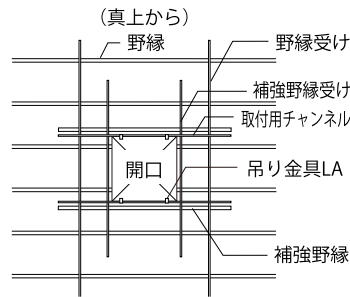 （真上から）
野縁
野縁受け
補強野縁受け
取付用チャンネル
開口
吊り金具LA
補強野縁